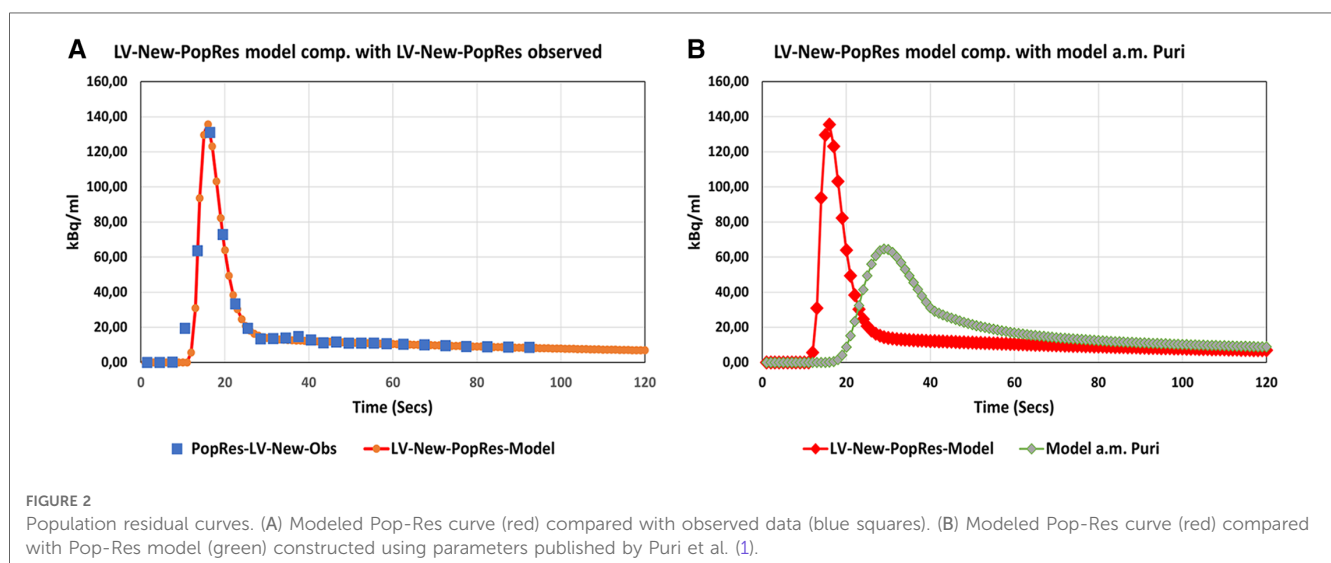 A LV-New-PopRes model comp. with LV-New-PopRes observed
160,00
140,00
120,00
100,00
80,00
60,00
40,00
20,00
0,00
kBq/ml
0 20 40 60 80 100 120
Time (Secs)
PopRes-LV-New-Obs LV-New-PopRes-Model
B LV-New-PopRes model comp. with model a.m. Puri
160,00
140,00
120,00
100,00
80,00
60,00
40,00
20,00
0,00
kBq/ml
0 20 40 60 80 100 120
Time (Secs)
LV-New-PopRes-Model Model a.m. Puri
FIGURE 2
Population residual curves. (A) Modeled Pop-Res curve (red) compared with observed data (blue squares). (B) Modeled Pop-Res curve (red) compared
with Pop-Res model (green) constructed using parameters published by Puri et al. (1).